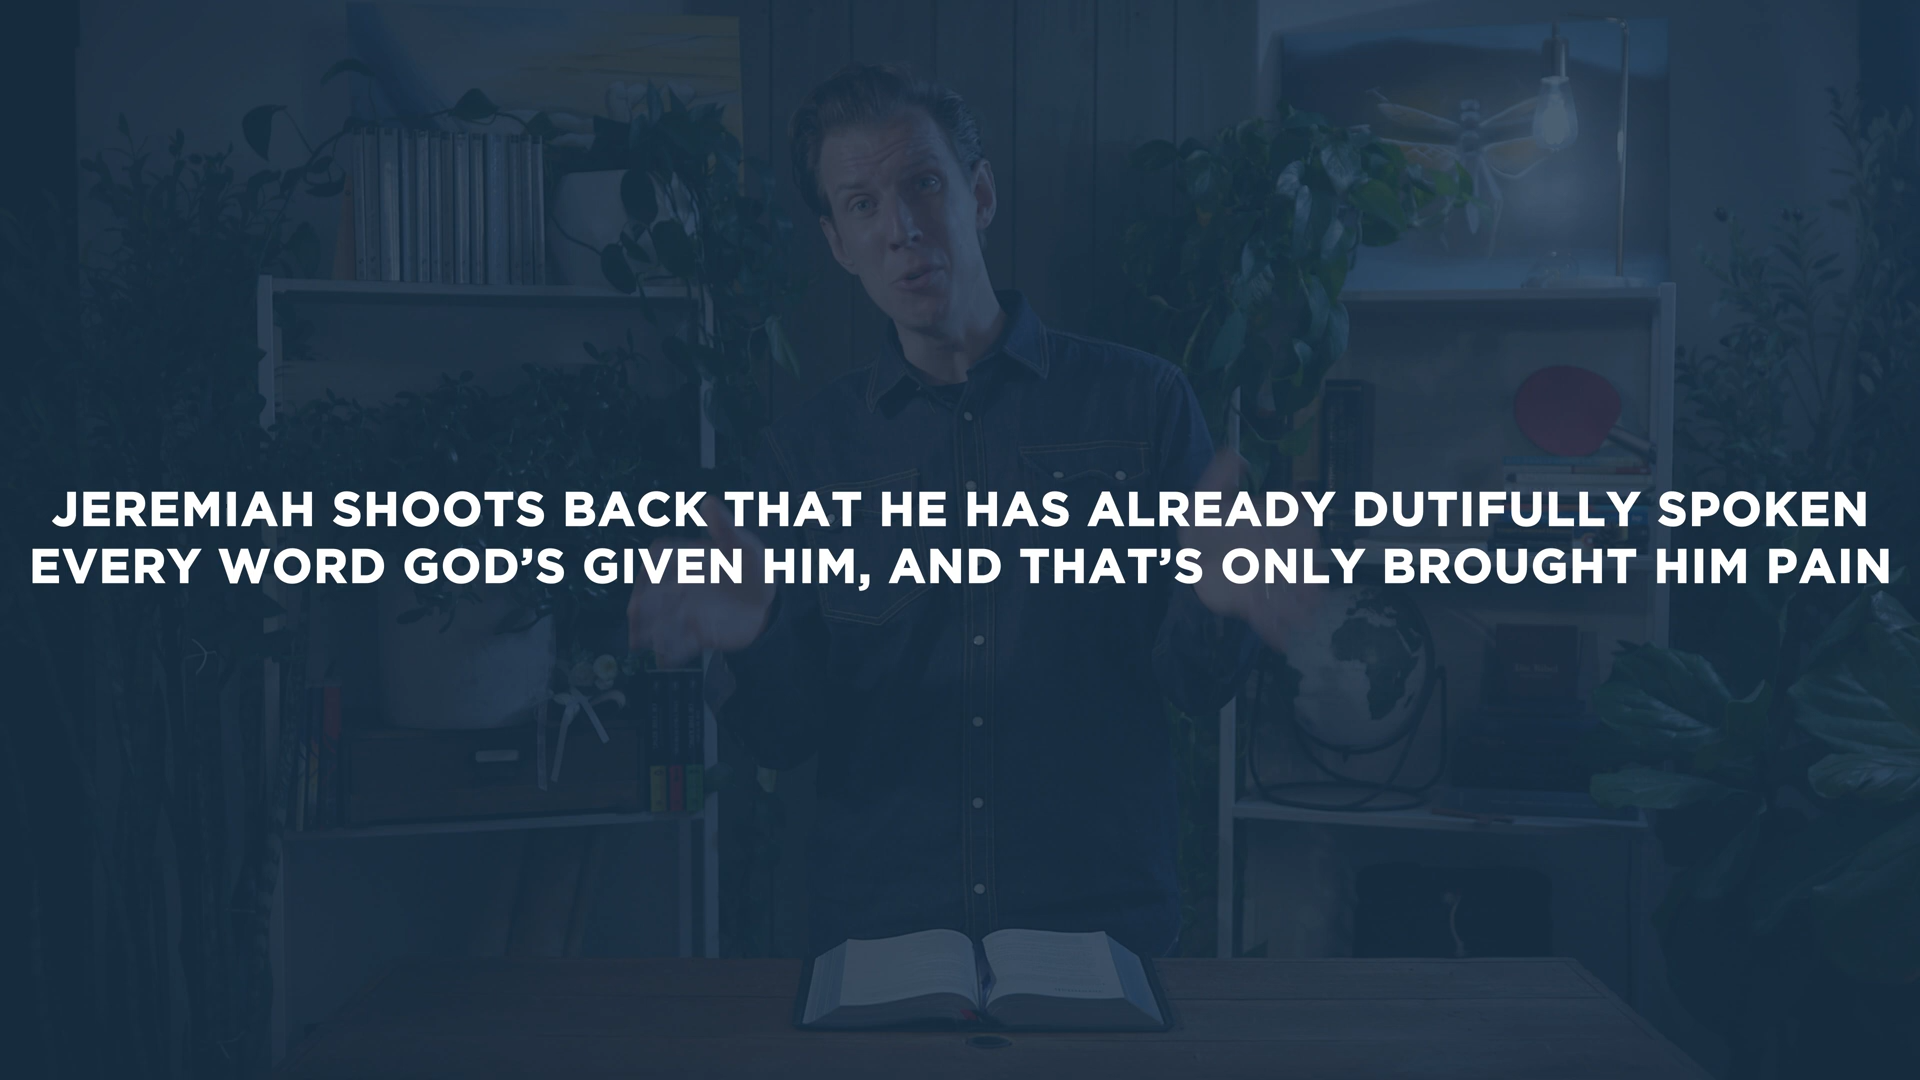 JEREMIAH SHOOTS BACK THAT HE HAS ALREADY DUTIFULLY SPOKEN
EVERY WORD GOD’S GIVEN HIM, AND THAT’S ONLY BROUGHT HIM PAIN